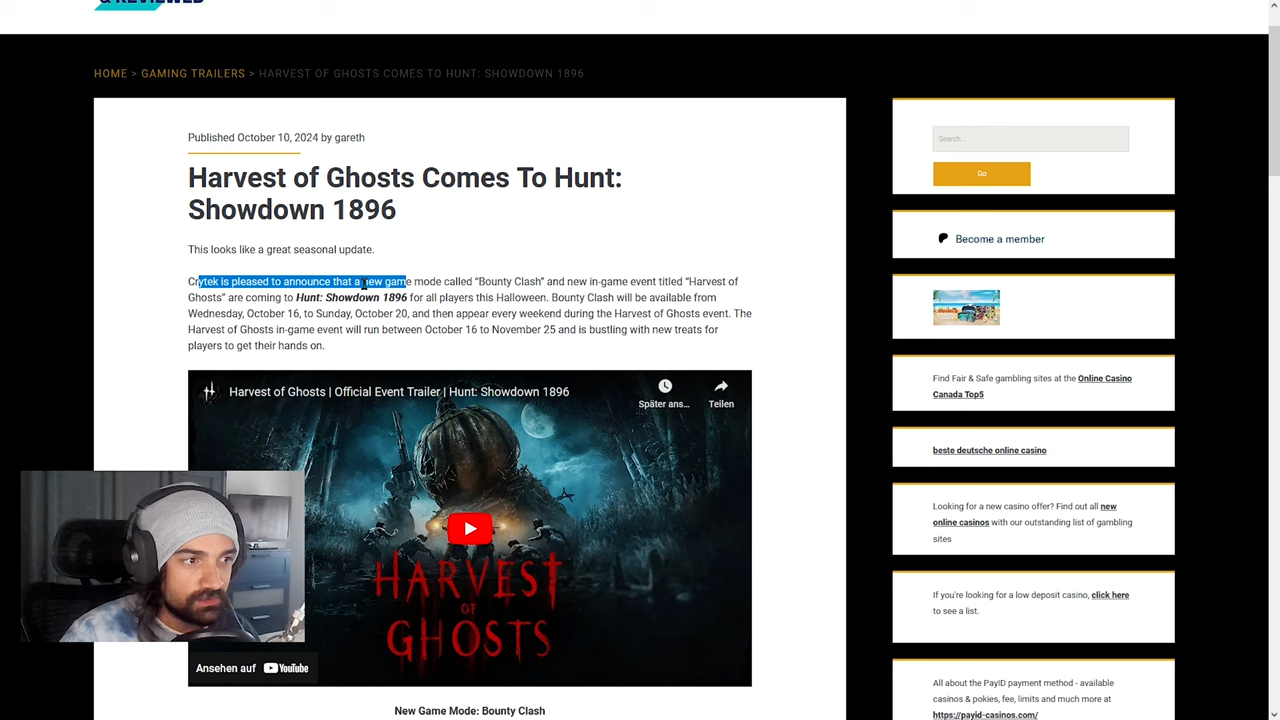 & REVIEWED
HOME > GAMING TRAILERS > HARVEST OF GHOSTS COMES TO HUNT: SHOWDOWN 1896
Published October 10, 2024 by gareth
Harvest of Ghosts Comes To Hunt:
Showdown 1896
This looks like a great seasonal update.
Crytek is pleased to announce that a new game mode called “Bounty Clash” and new in-game event titled “Harvest of
Ghosts” are coming to Hunt: Showdown 1896 for all players this Halloween. Bounty Clash will be available from
Wednesday, October 16, to Sunday, October 20, and then appear every weekend during the Harvest of Ghosts event. The
Harvest of Ghosts in-game event will run between October 16 to November 25 and is bustling with new treats for
players to get their hands on.
Harvest of Ghosts | Official Event Trailer | Hunt: Showdown 1896
Später ans...
Teilen
HARVEST
OF
GHOSTS
Ansehen auf YouTube
New Game Mode: Bounty Clash
Search...
Go
Become a member
Find Fair & Safe gambling sites at the Online Casino
Canada Top5
beste deutsche online casino
Looking for a new casino offer? Find out all new
online casinos with our outstanding list of gambling
sites
If you're looking for a low deposit casino, click here
to see a list.
All about the PayID payment method - available
casinos & pokies, fee, limits and much more at
https://payid-casinos.com/